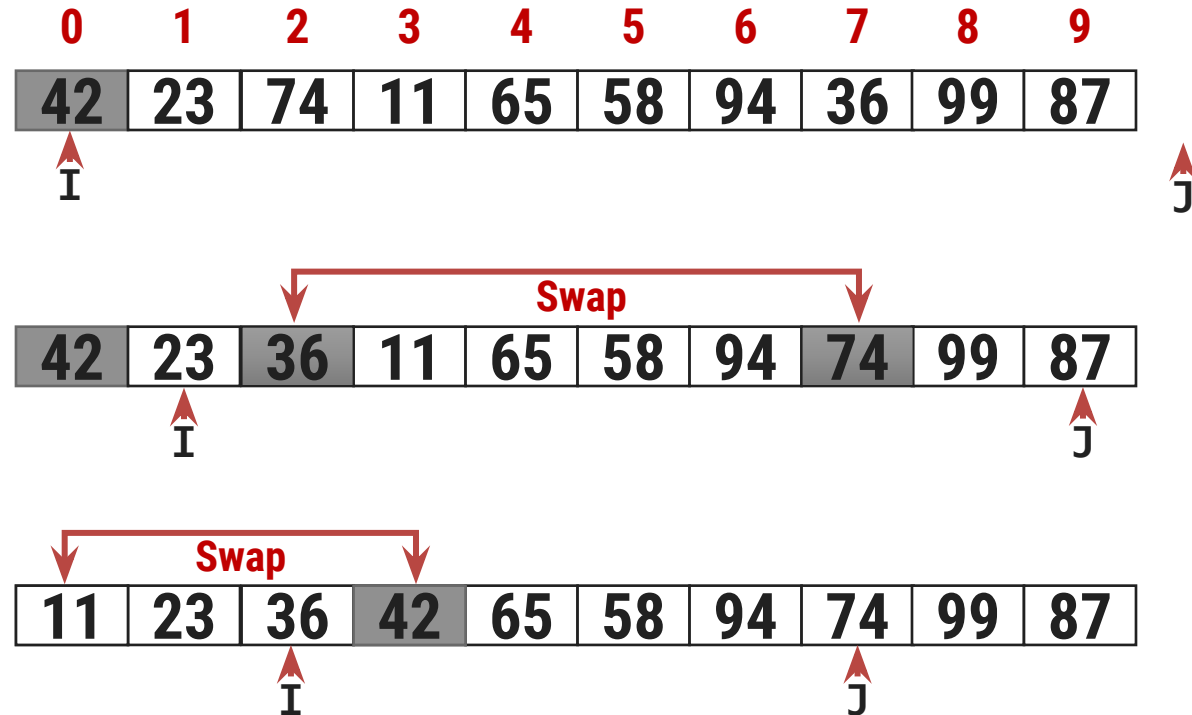 0 1 2 3 4 5 6 7 8 9
42 23 74 11 65 58 94 36 99 87
I J
Swap
42 23 36 11 65 58 94 74 99 87
I J
Swap
11 23 36 42 65 58 94 74 99 87
I J